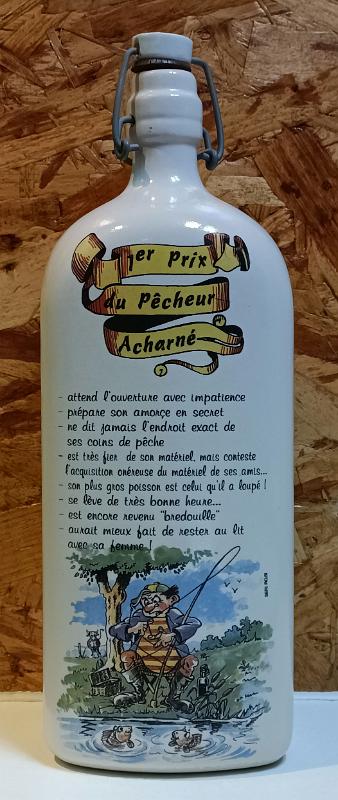 1er Prix
du Pêcheur
Acharné
- attend l'ouverture avec impatience
- prépare son amorçe en secret
- ne dit jamais l'endroit exact de
ses coins de pêche
- est très fier de son matériel, mais conteste
l'acquisition onéreuse du matériel de ses amis...
- son plus gros poisson est celui qu'il a loupé !
- se lève de très bonne heure...
- est encore revenu "bredouille"
- aurait mieux fait de rester au lit
avec sa femme !